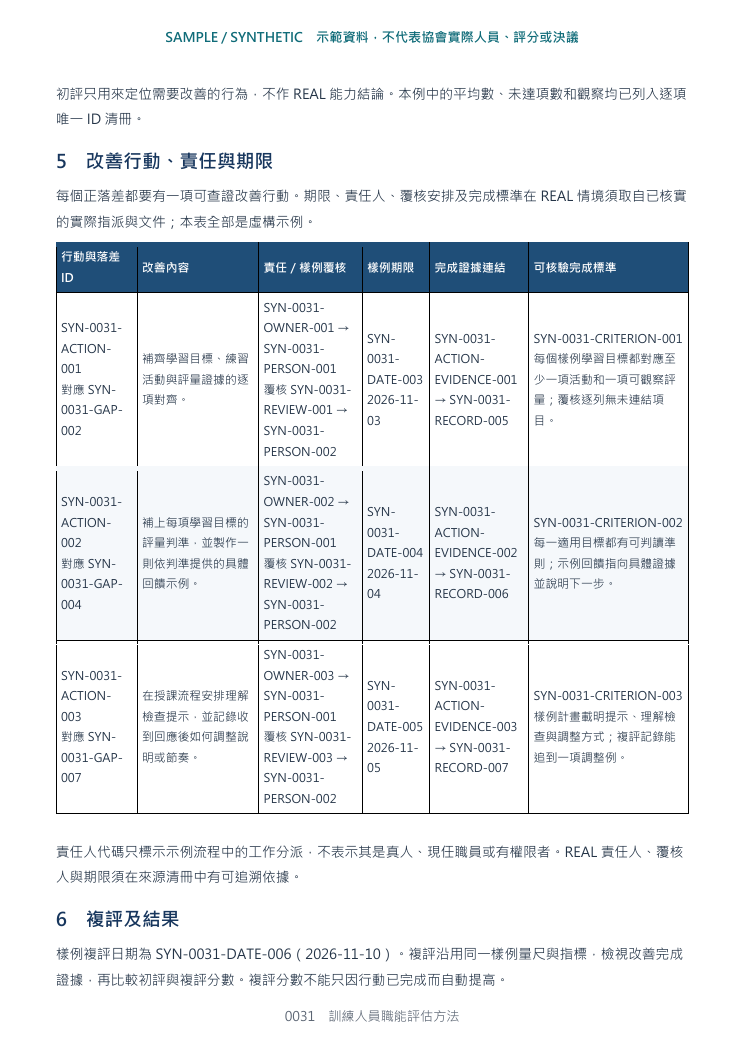 SAMPLE / SYNTHETIC 示範資料，不代表協會實際人員、評分或決議
初評只用來定位需要改善的行為，不作 REAL 能力結論。本例中的平均數、未達項數和觀察均已列入逐項
唯一 ID 清冊。
5 改善行動、責任與期限
每個正落差都要有一項可查證改善行動。期限、責任人、覆核安排及完成標準在 REAL 情境須取自已核實
的實際指派與文件；本表全部是虛構示例。
行動與落差
ID
改善內容
責任 / 樣例覆核
樣例期限
完成證據連結
可核驗完成標準
SYN-0031-
ACTION-
001
對應 SYN-
0031-GAP-
002
補齊學習目標、練習
活動與評量證據的逐
項對齊。
SYN-0031-
OWNER-001 →
SYN-0031-
PERSON-001
覆核 SYN-0031-
REVIEW-001 →
SYN-0031-
PERSON-002
SYN-
0031-
DATE-003
2026-11-
03
SYN-0031-
ACTION-
EVIDENCE-001
→ SYN-0031-
RECORD-005
SYN-0031-CRITERION-001
每個樣例學習目標都對應至
少一項活動和一項可觀察評
量；覆核逐列無未連結項
目。
SYN-0031-
ACTION-
002
對應 SYN-
0031-GAP-
004
補上每項學習目標的
評量判準，並製作一
則依判準提供的具體
回饋示例。
SYN-0031-
OWNER-002 →
SYN-0031-
PERSON-001
覆核 SYN-0031-
REVIEW-002 →
SYN-0031-
PERSON-002
SYN-
0031-
DATE-004
2026-11-
04
SYN-0031-
ACTION-
EVIDENCE-002
→ SYN-0031-
RECORD-006
SYN-0031-CRITERION-002
每一適用目標都有可判讀準
則；示例回饋指向具體證據
並說明下一步。
SYN-0031-
ACTION-
003
對應 SYN-
0031-GAP-
007
在授課流程安排理解
檢查提示，並記錄收
到回應後如何調整說
明或節奏。
SYN-0031-
OWNER-003 →
SYN-0031-
PERSON-001
覆核 SYN-0031-
REVIEW-003 →
SYN-0031-
PERSON-002
SYN-
0031-
DATE-005
2026-11-
05
SYN-0031-
ACTION-
EVIDENCE-003
→ SYN-0031-
RECORD-007
SYN-0031-CRITERION-003
樣例計畫載明提示、理解檢
查與調整方式；複評記錄能
追到一項調整例。
責任人代碼只標示示例流程中的工作分派，不表示其是真人、現任職員或有權限者。REAL 責任人、覆核
人與期限須在來源清冊中有可追溯依據。
6 複評及結果
樣例複評日期為 SYN-0031-DATE-006（2026-11-10）。複評沿用同一樣例量尺與指標，檢視改善完成
證據，再比較初評與複評分數。複評分數不能只因行動已完成而自動提高。
0031 訓練人員職能評估方法